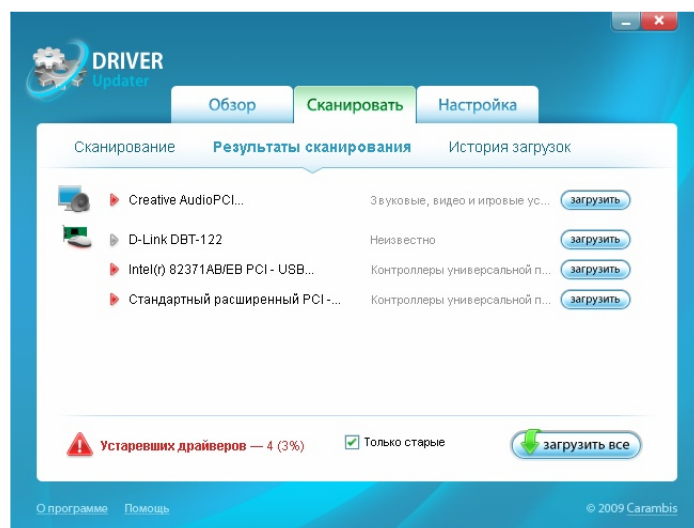 DRIVER
Updater
Обзор Сканировать Настройка
Сканирование Результаты сканирования История загрузок
Creative AudioPCI... Звуковые, видео и игровые ус... загрузить
D-Link DBT-122 Неизвестно загрузить
Intel(r) 82371AB/EB PCI - USB... Контроллеры универсальной п... загрузить
Стандартный расширенный PCI -... Контроллеры универсальной п... загрузить
Устаревших драйверов — 4 (3%) Только старые загрузить все
О программе Помощь © 2009 Carambis